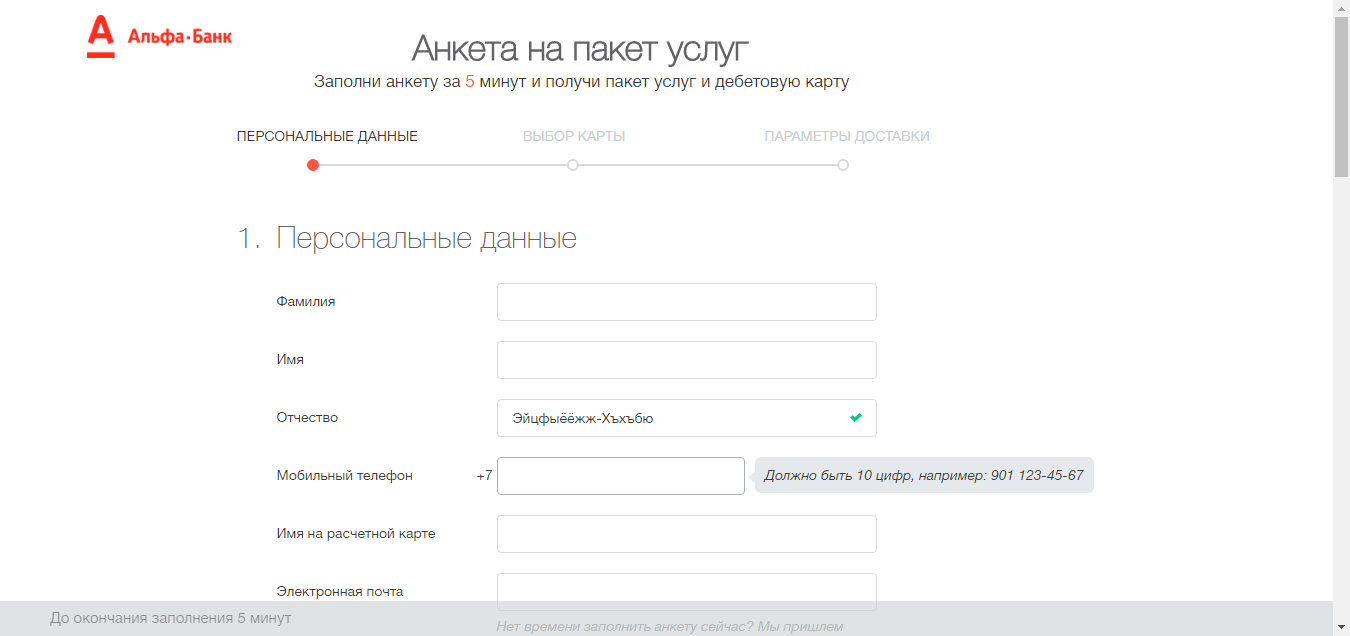 Альфа·Банк
Анкета на пакет услуг
Заполни анкету за 5 минут и получи пакет услуг и дебетовую карту
ПЕРСОНАЛЬНЫЕ ДАННЫЕ ВЫБОР КАРТЫ ПАРАМЕТРЫ ДОСТАВКИ
1. Персональные данные
Фамилия
Имя
Отчество Эйцфыёёжж-Хъхъбю
Мобильный телефон +7 Должно быть 10 цифр, например: 901 123-45-67
Имя на расчетной карте
Электронная почта
До окончания заполнения 5 минут
Нет времени заполнить анкету сейчас? Мы пришлем